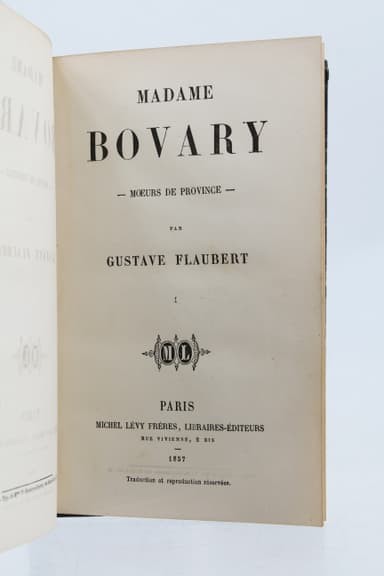 MADAME
BOVARY
— MŒURS DE PROVINCE —
PAR
GUSTAVE FLAUBERT
I
ML
PARIS
MICHEL LÉVY FRÈRES, LIBRAIRES-ÉDITEURS
RUE VIVIENNE, 2 BIS
—
1857
Traduction et reproduction réservées.